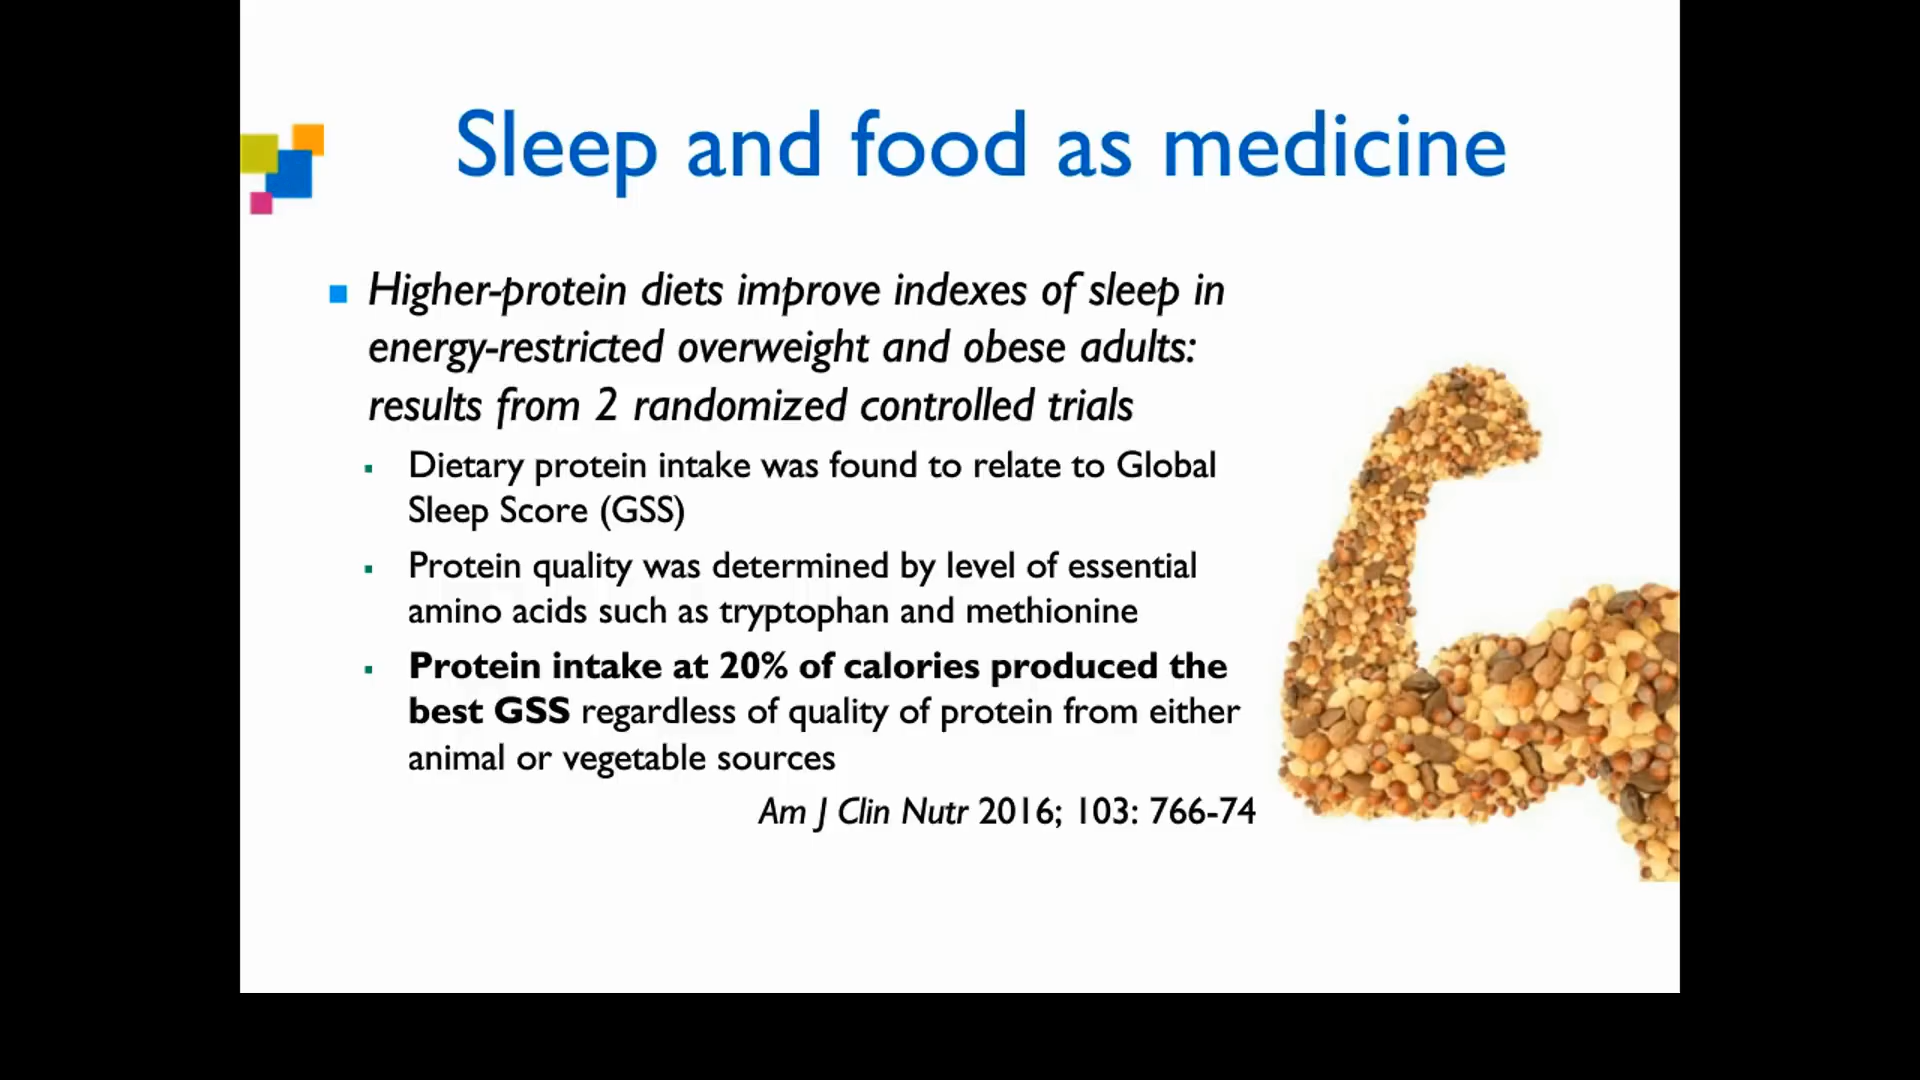 Sleep and food as medicine
Higher-protein diets improve indexes of sleep in
energy-restricted overweight and obese adults:
results from 2 randomized controlled trials
Dietary protein intake was found to relate to Global
Sleep Score (GSS)
Protein quality was determined by level of essential
amino acids such as tryptophan and methionine
Protein intake at 20% of calories produced the
best GSS regardless of quality of protein from either
animal or vegetable sources
Am J Clin Nutr 2016; 103: 766-74